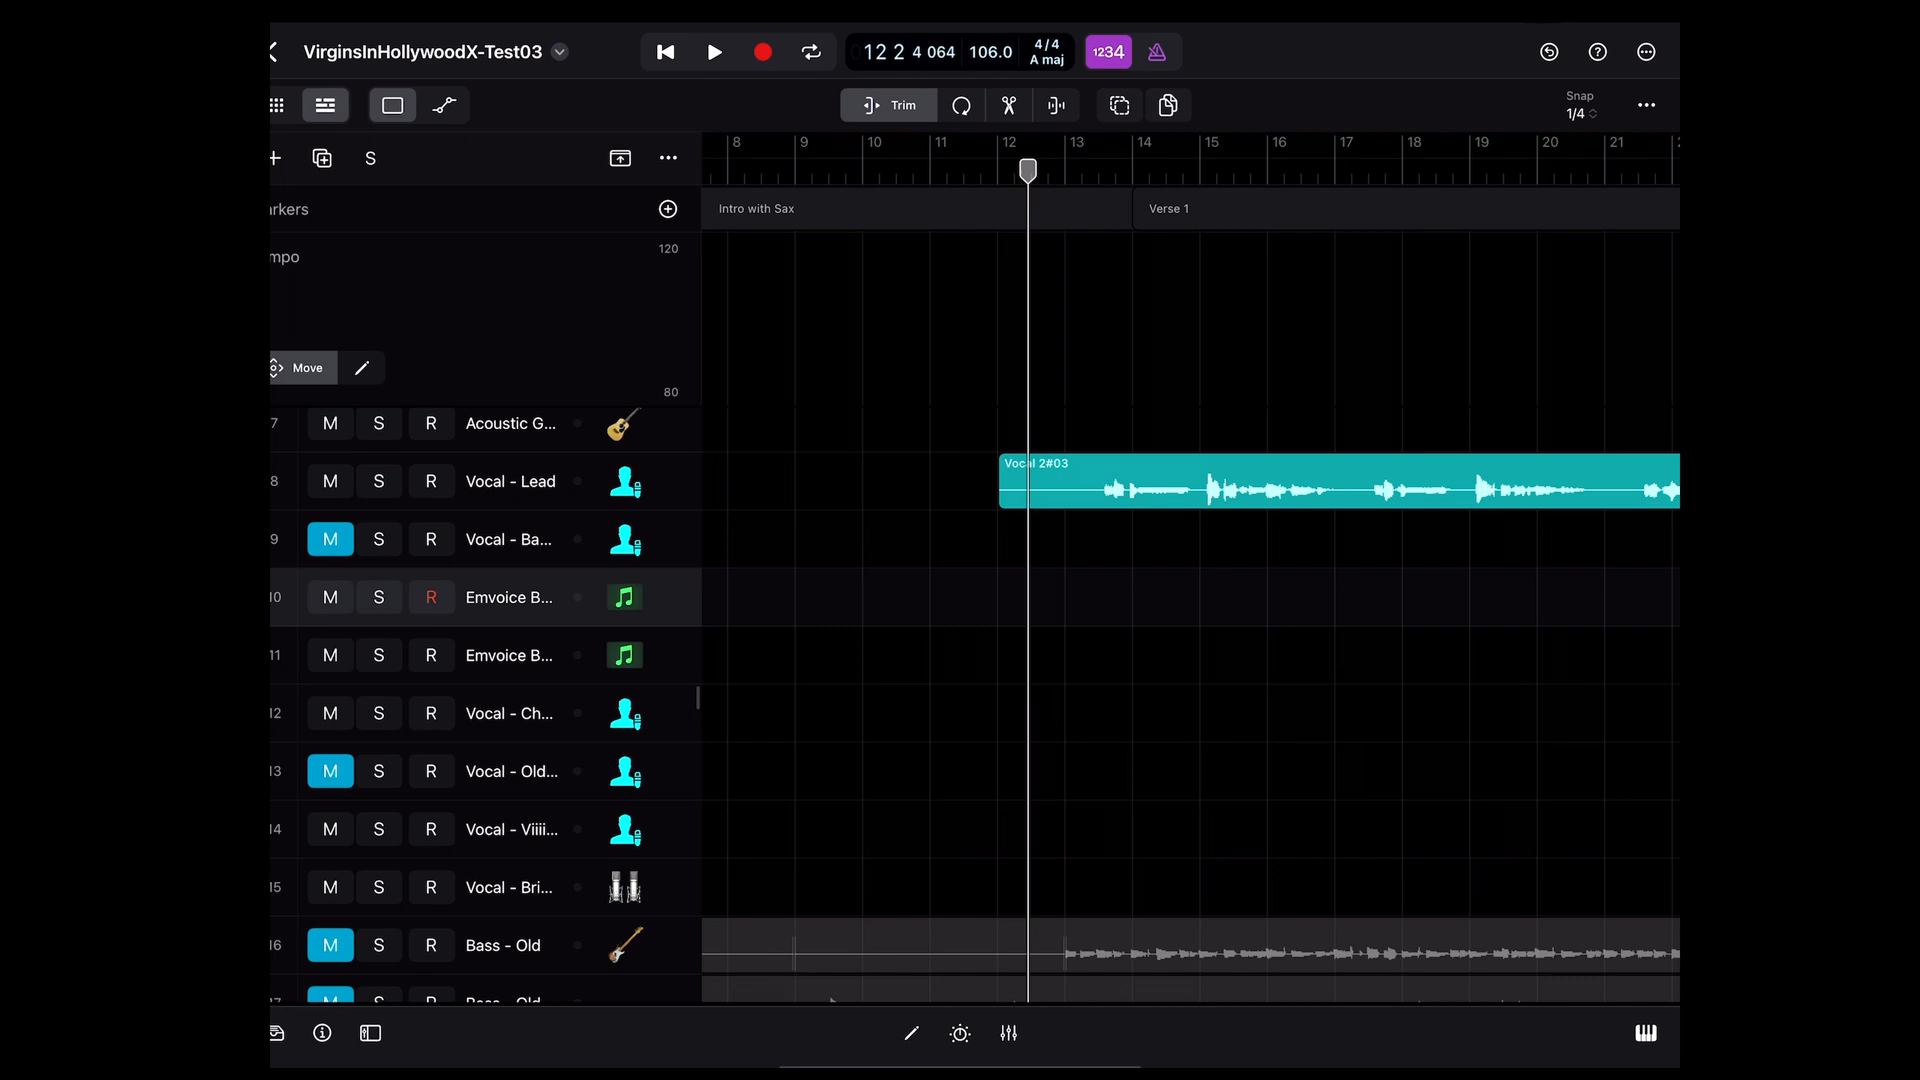 VirginsInHollywoodX-Test03
12 2 4 064 106.0 4/4 A maj
1234
Trim
Snap
1/4
S
8 9 10 11 12 13 14 15 16 17 18 19 20 21
rkers
Intro with Sax
Verse 1
mpo
120
Move
80
7 M S R Acoustic G...
8 M S R Vocal - Lead
Vocal 2#03
9 M S R Vocal - Ba...
10 M S R Emvoice B...
11 M S R Emvoice B...
12 M S R Vocal - Ch...
13 M S R Vocal - Old...
14 M S R Vocal - Viiii...
15 M S R Vocal - Bri...
16 M S R Bass - Old
M S R Bass - Old